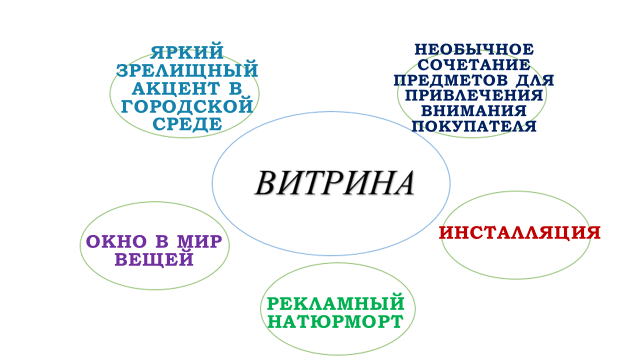 ЯРКИЙ
ЗРЕЛИЩНЫЙ
АКЦЕНТ В
ГОРОДСКОЙ
СРЕДЕ
НЕОБЫЧНОЕ
СОЧЕТАНИЕ
ПРЕДМЕТОВ ДЛЯ
ПРИВЛЕЧЕНИЯ
ВНИМАНИЯ
ПОКУПАТЕЛЯ
ВИТРИНА
ОКНО В МИР
ВЕЩЕЙ
ИНСТАЛЛЯЦИЯ
РЕКЛАМНЫЙ
НАТЮРМОРТ